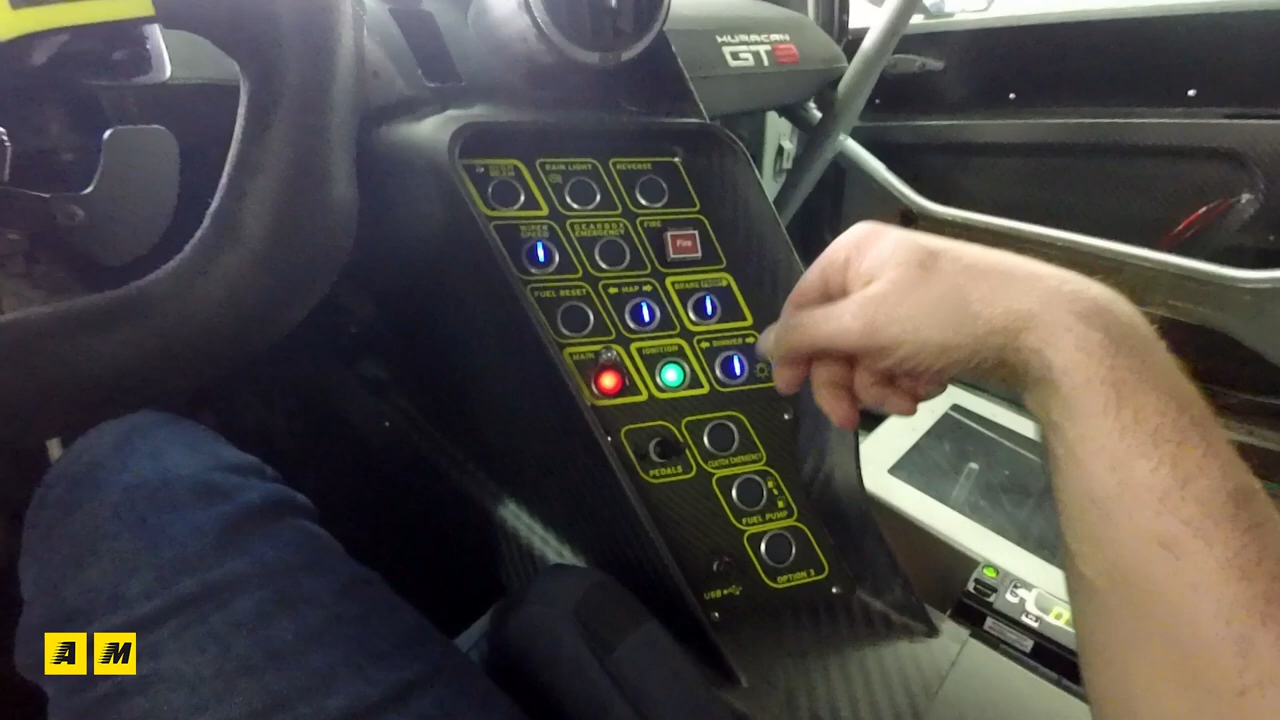 HURACAN
GT3
RAIN LIGHT
REVERSE
WIPER
SPEED
GEARBOX
EMERGENCY
FIRE
Fire
FUEL RESET
MAP
BRAKE FRONT
MAIN
IGNITION
DIMMER
PEDALS
CLUTCH EMERGENCY
FUEL PUMP
OPTION 3
USB
A M